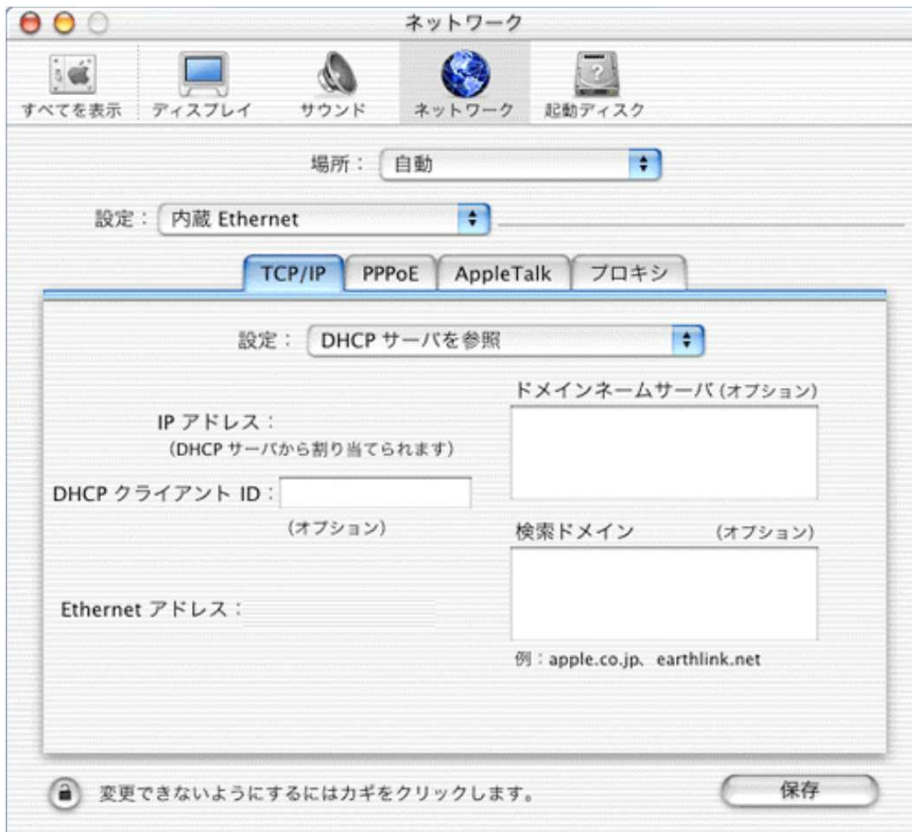 ネットワーク
すべてを表示 ディスプレイ サウンド ネットワーク 起動ディスク
場所： 自動
設定： 内蔵 Ethernet
TCP/IP PPPoE AppleTalk プロキシ
設定： DHCP サーバを参照
ドメインネームサーバ (オプション)
IP アドレス：
(DHCP サーバから割り当てられます)
DHCP クライアント ID：
(オプション)
検索ドメイン (オプション)
Ethernet アドレス：
例：apple.co.jp、earthlink.net
変更できないようにするにはカギをクリックします。
保存